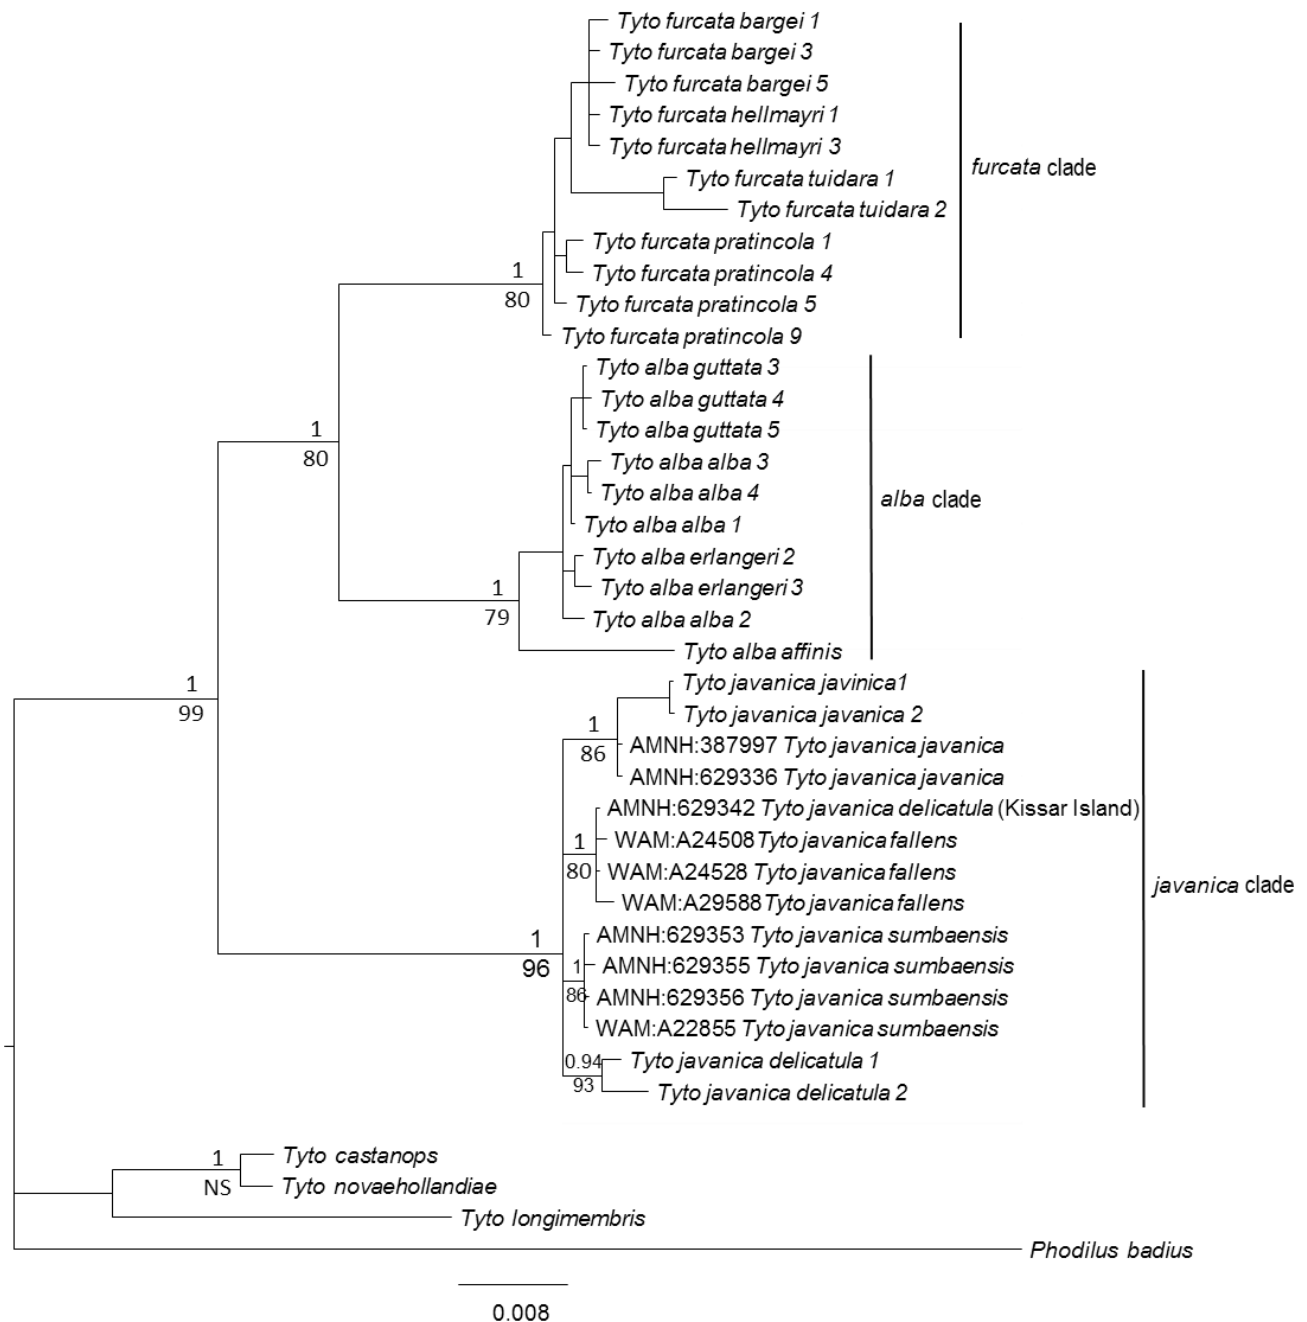 Tyto furcata bargei 1
Tyto furcata bargei 3
Tyto furcata bargei 5
Tyto furcata hellmayri 1
Tyto furcata hellmayri 3
furcata clade
Tyto furcata tuidara 1
Tyto furcata tuidara 2
Tyto furcata pratincola 1
1
Tyto furcata pratincola 4
80
Tyto furcata pratincola 5
Tyto furcata pratincola 9
Tyto alba guttata 3
Tyto alba guttata 4
1
Tyto alba guttata 5
80
Tyto alba alba 3
Tyto alba alba 4
alba clade
Tyto alba alba 1
Tyto alba erlangeri 2
1
Tyto alba erlangeri 3
79
Tyto alba alba 2
Tyto alba affinis
1
99
Tyto javanica javinica1
Tyto javanica javanica 2
1
86
AMNH:387997 Tyto javanica javanica
AMNH:629336 Tyto javanica javanica
AMNH:629342 Tyto javanica delicatula (Kissar Island)
1
80
WAM:A24508 Tyto javanica fallens
WAM:A24528 Tyto javanica fallens
javanica clade
WAM:A29588 Tyto javanica fallens
1
96
AMNH:629353 Tyto javanica sumbaensis
1
86
AMNH:629355 Tyto javanica sumbaensis
AMNH:629356 Tyto javanica sumbaensis
WAM:A22855 Tyto javanica sumbaensis
0.94
93
Tyto javanica delicatula 1
Tyto javanica delicatula 2
1
NS
Tyto castanops
Tyto novaehollandiae
Tyto longimembris
Phodilus badius
0.008